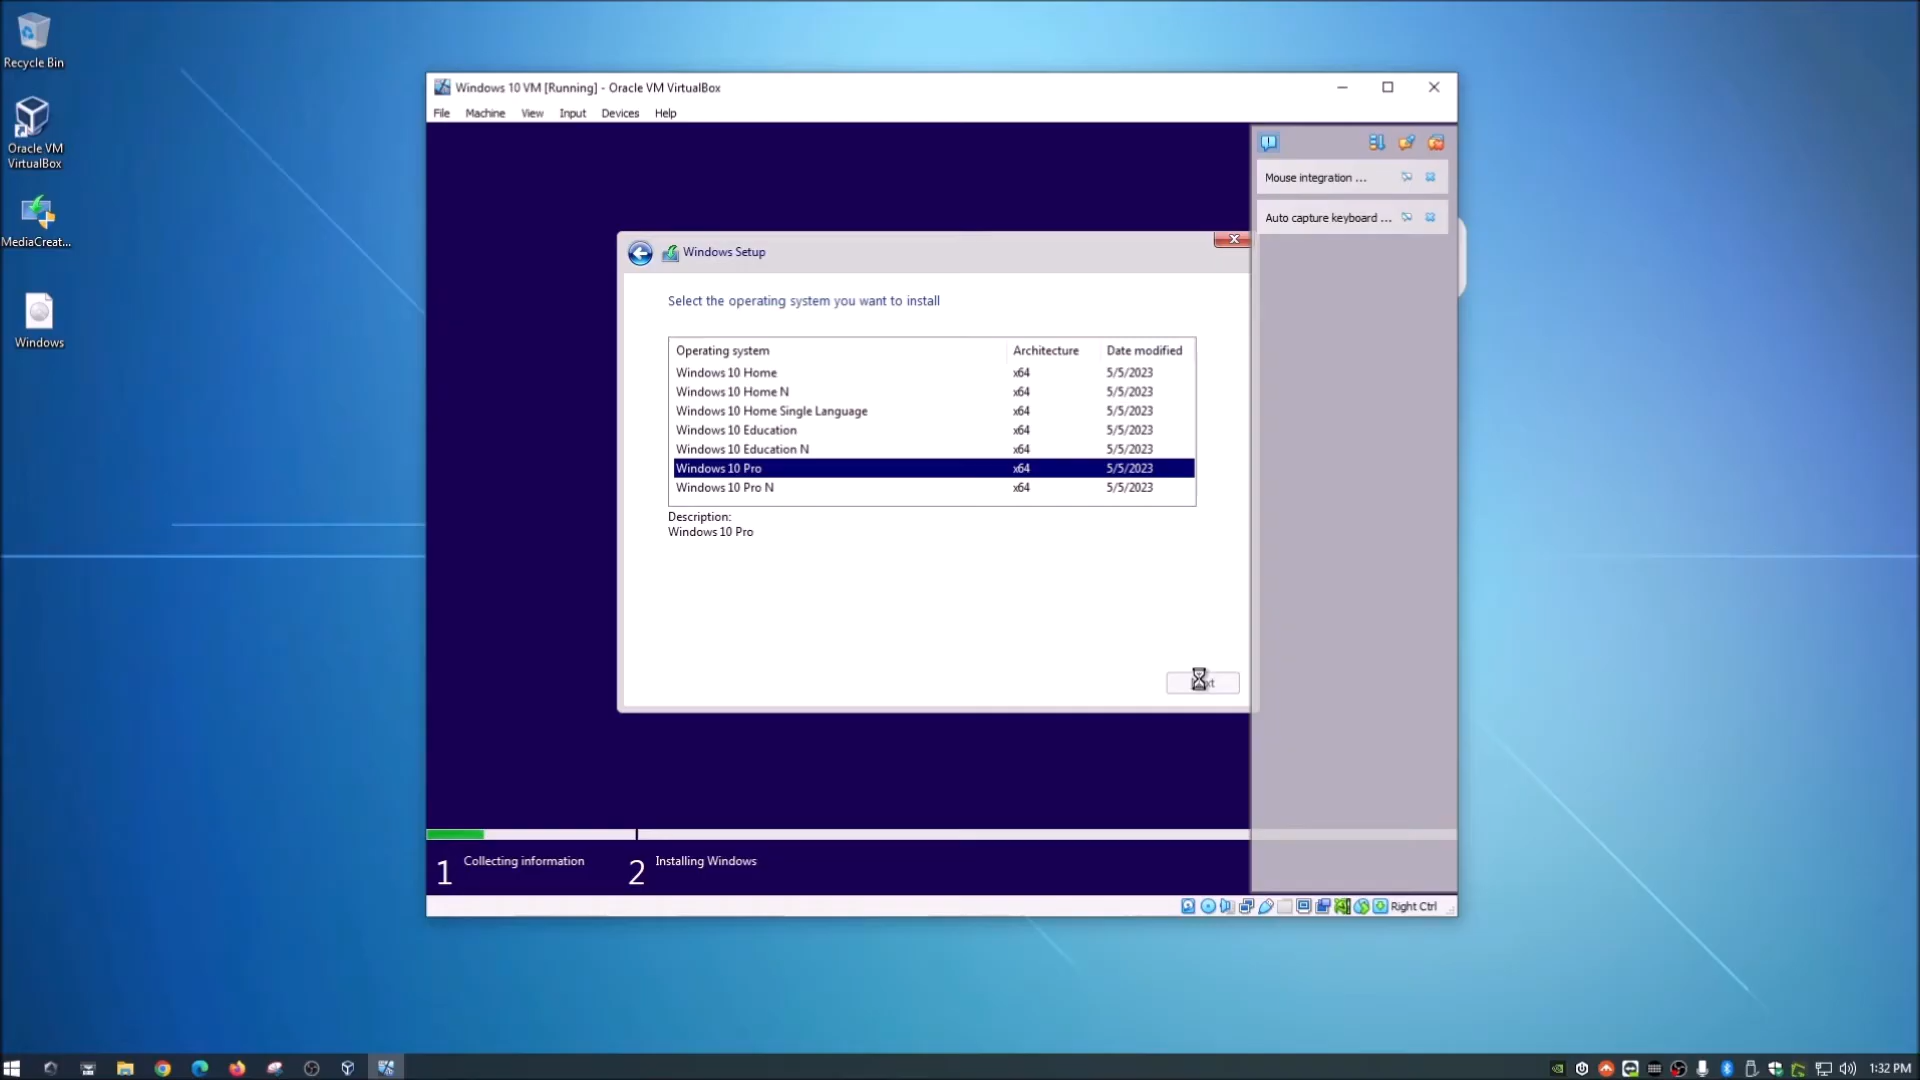 Recycle Bin
Oracle VM
VirtualBox
MediaCreat...
Windows
Windows 10 VM [Running] - Oracle VM VirtualBox
File Machine View Input Devices Help
Mouse integration ...
Auto capture keyboard ...
Windows Setup
Select the operating system you want to install
Operating system Architecture Date modified
Windows 10 Home x64 5/5/2023
Windows 10 Home N x64 5/5/2023
Windows 10 Home Single Language x64 5/5/2023
Windows 10 Education x64 5/5/2023
Windows 10 Education N x64 5/5/2023
Windows 10 Pro x64 5/5/2023
Windows 10 Pro N x64 5/5/2023
Description:
Windows 10 Pro
1 Collecting information 2 Installing Windows
Right Ctrl
1:32 PM